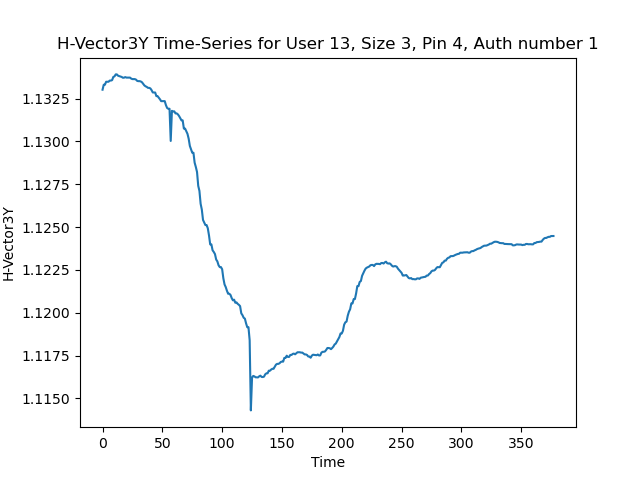 H-Vector3Y Time-Series for User 13, Size 3, Pin 4, Auth number 1
H-Vector3Y
1.1325
1.1300
1.1275
1.1250
1.1225
1.1200
1.1175
1.1150
0 50 100 150 200 250 300 350
Time